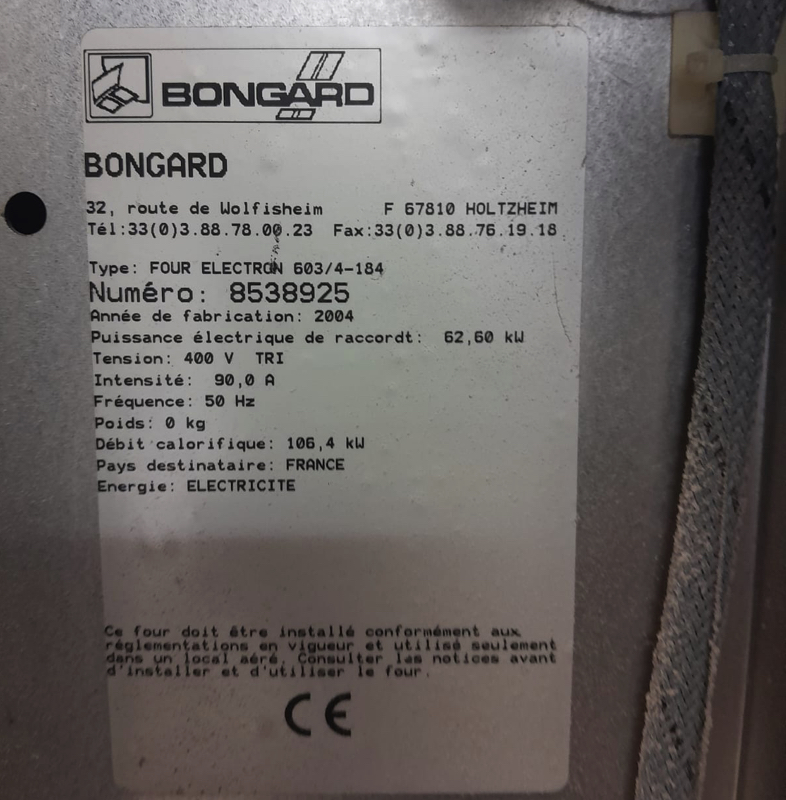 BONGARD
BONGARD
32, route de Wolfisheim F 67810 HOLTZHEIM
Tél:33(0)3.88.78.00.23 Fax:33(0)3.88.76.19.18
Type: FOUR ELECTRON 603/4-184
Numéro: 8538925
Année de fabrication: 2004
Puissance électrique de raccordt: 62,60 kW
Tension: 400 V TRI
Intensité: 90,0 A
Fréquence: 50 Hz
Poids: 0 kg
Débit calorifique: 106,4 kW
Pays destinataire: FRANCE
Energie: ELECTRICITE
Ce four doit être installé conformément aux
réglementations en vigueur et utilisé seulement
dans un local aéré. Consulter les notices avant
d'installer et d'utiliser le four.
CE